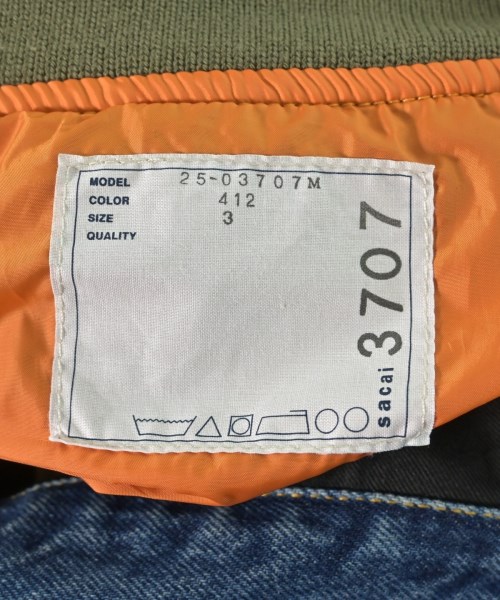 MODEL 25-03707M
COLOR 412
SIZE 3
QUALITY
sacai 3707